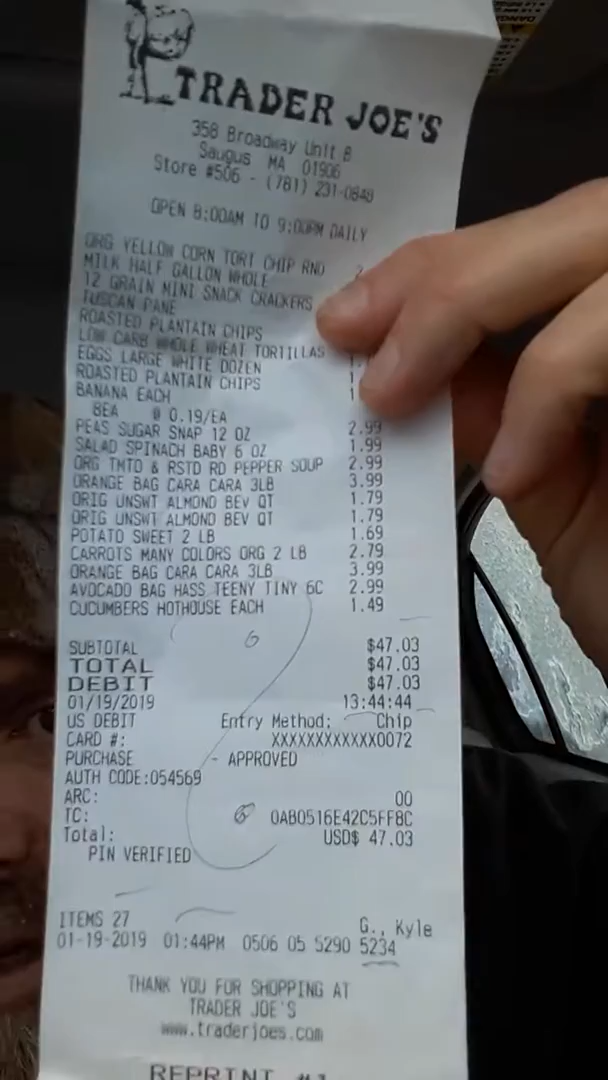 TRADER JOE'S
358 Broadway Unit B
Saugus MA 01906
Store #506 - (781) 231-0848
OPEN 8:00AM TO 9:00PM DAILY
ORG YELLOW CORN TORT CHIP RND 2
MILK HALF GALLON WHOLE
12 GRAIN MINI SNACK CRACKERS
TUSCAN PANE
ROASTED PLANTAIN CHIPS
LOW CARB WHOLE WHEAT TORTILLAS
EGGS LARGE WHITE DOZEN 1
ROASTED PLANTAIN CHIPS 1
BANANA EACH
8EA @ 0.19/EA
PEAS SUGAR SNAP 12 OZ 2.99
SALAD SPINACH BABY 6 OZ 1.99
ORG TMTO & RSTD RD PEPPER SOUP 2.99
ORANGE BAG CARA CARA 3LB 3.99
ORIG UNSWT ALMOND BEV QT 1.79
ORIG UNSWT ALMOND BEV QT 1.79
POTATO SWEET 2 LB 1.69
CARROTS MANY COLORS ORG 2 LB 2.79
ORANGE BAG CARA CARA 3LB 3.99
AVOCADO BAG HASS TEENY TINY 6C 2.99
CUCUMBERS HOTHOUSE EACH 1.49
SUBTOTAL $47.03
TOTAL $47.03
DEBIT $47.03
01/19/2019 13:44:44
US DEBIT Entry Method: Chip
CARD #: XXXXXXXXXXXX0072
PURCHASE - APPROVED
AUTH CODE:054569
ARC: 00
TC: 0AB0516E42C5FF8C
Total: USD$ 47.03
PIN VERIFIED
ITEMS 27 G., Kyle
01-19-2019 01:44PM 0506 05 5290 5234
THANK YOU FOR SHOPPING AT
TRADER JOE'S
www.traderjoes.com
REPRINT #1